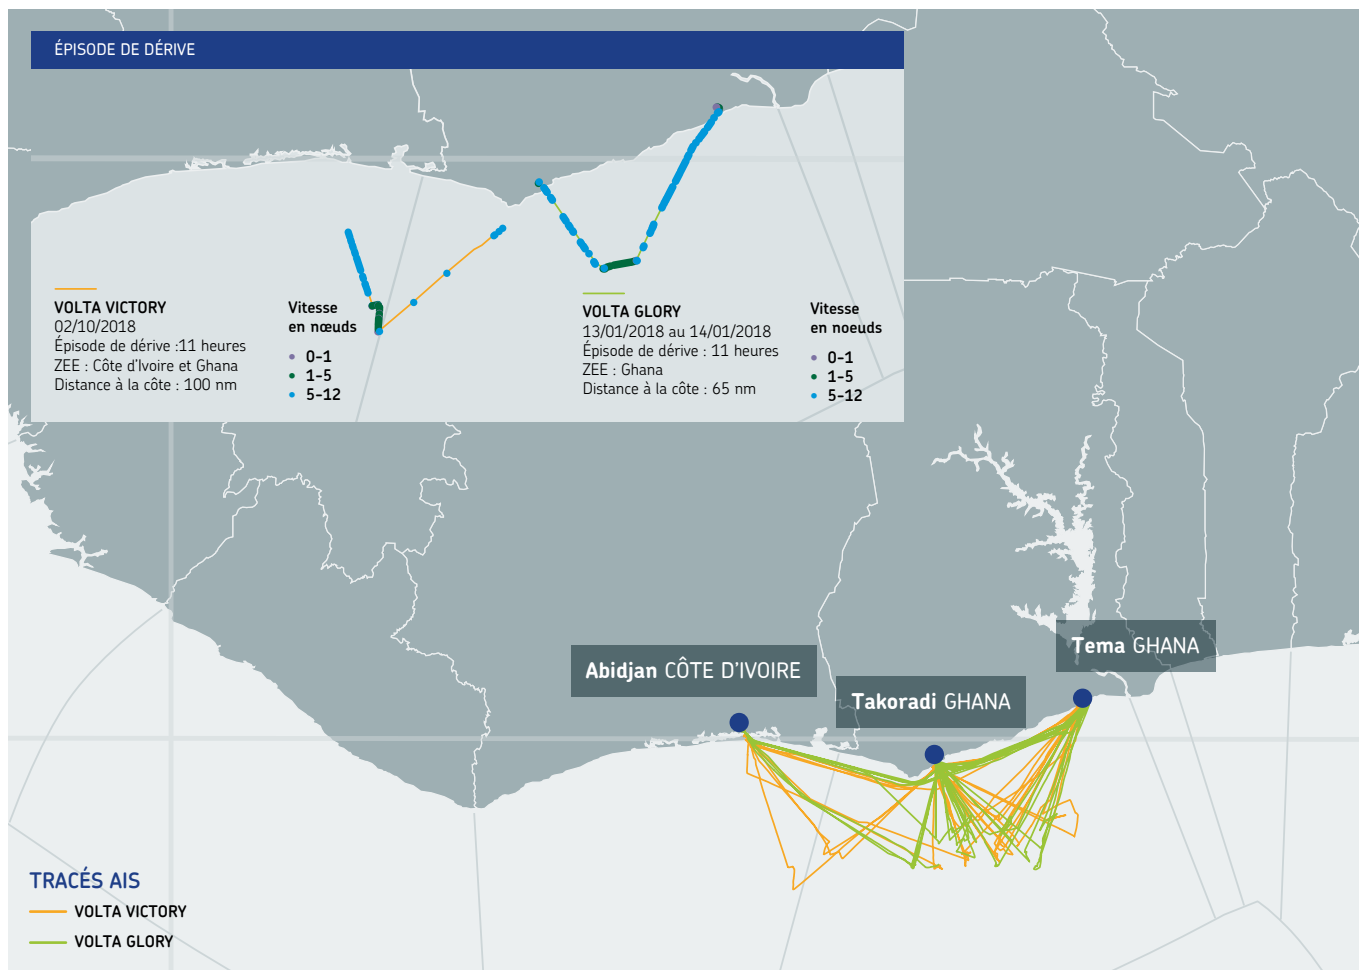 ÉPISODE DE DÉRIVE
VOLTA VICTORY
02/10/2018
Épisode de dérive :11 heures
ZEE : Côte d'Ivoire et Ghana
Distance à la côte : 100 nm
Vitesse
en nœuds
0-1
1-5
5-12
VOLTA GLORY
13/01/2018 au 14/01/2018
Épisode de dérive : 11 heures
ZEE : Ghana
Distance à la côte : 65 nm
Vitesse
en noeuds
0-1
1-5
5-12
Tema GHANA
Abidjan CÔTE D'IVOIRE
Takoradi GHANA
TRACÉS AIS
VOLTA VICTORY
VOLTA GLORY